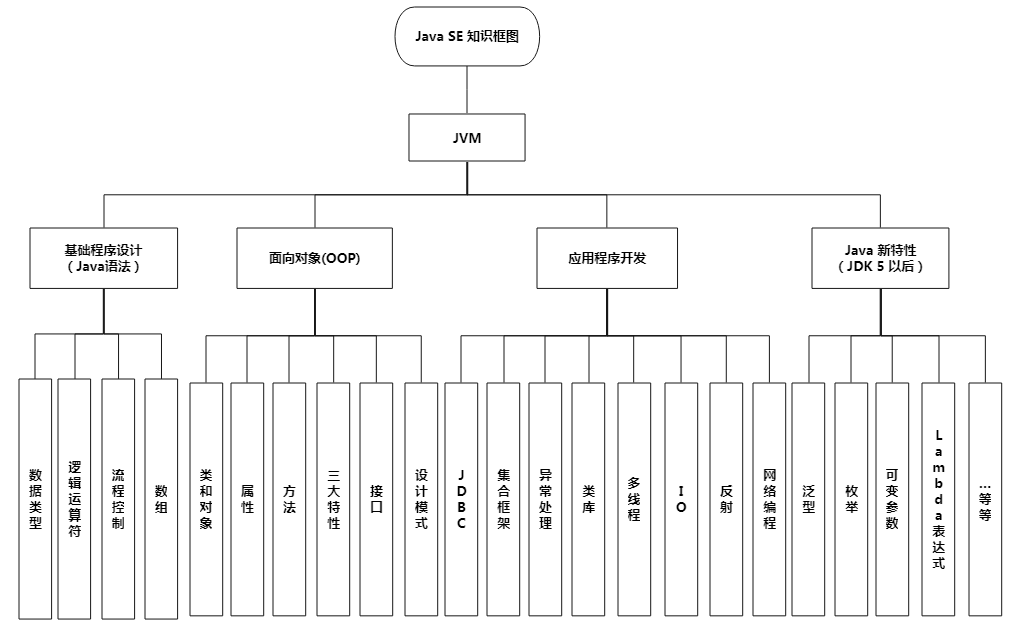 Java SE 知识框图
JVM
基础程序设计
（Java语法）
面向对象(OOP)
应用程序开发
Java 新特性
（JDK 5 以后）
数据类型
逻辑运算符
流程控制
数组
类和对象
属性
方法
三大特性
接口
设计模式
JDBC
集合框架
异常处理
类库
多线程
IO
反射
网络编程
泛型
枚举
可变参数
Lambda表达式
...等等